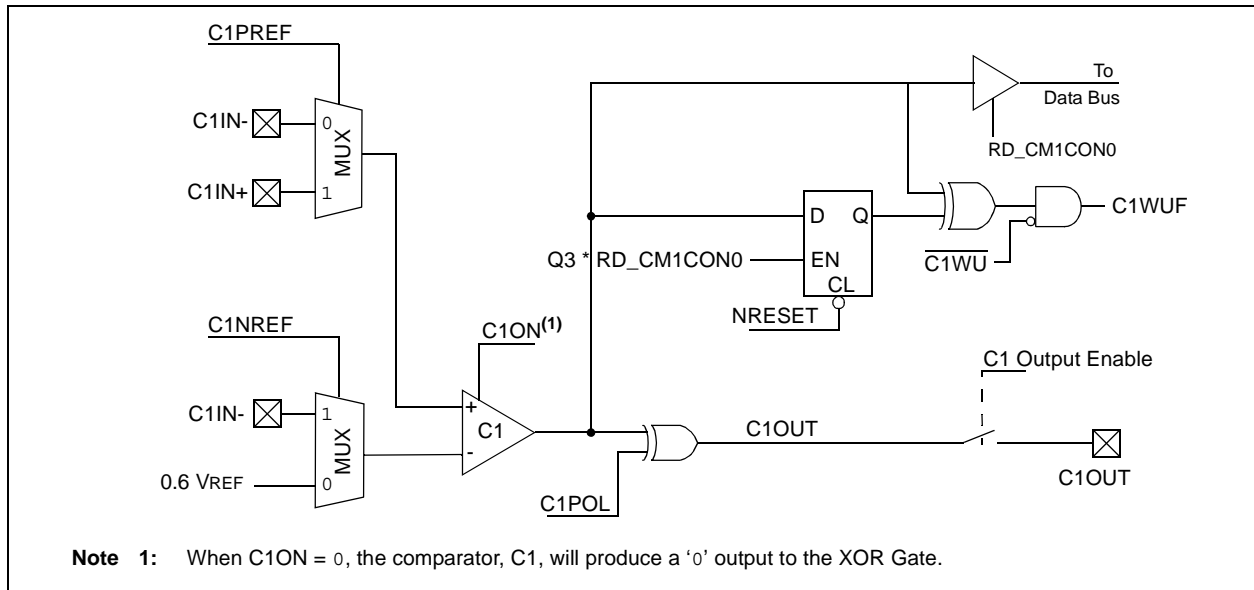 C1PREF
C1IN-
0
MUX
C1IN+
1
To
Data Bus
RD_CM1CON0
D
Q
C1WUF
Q3 * RD_CM1CON0
EN
C1WU
CL
NRESET
C1NREF
C1ON(1)
C1 Output Enable
C1IN-
1
MUX
+
C1
-
C1OUT
0.6 VREF
0
C1POL
C1OUT
Note 1: When C1ON = 0, the comparator, C1, will produce a ‘0’ output to the XOR Gate.